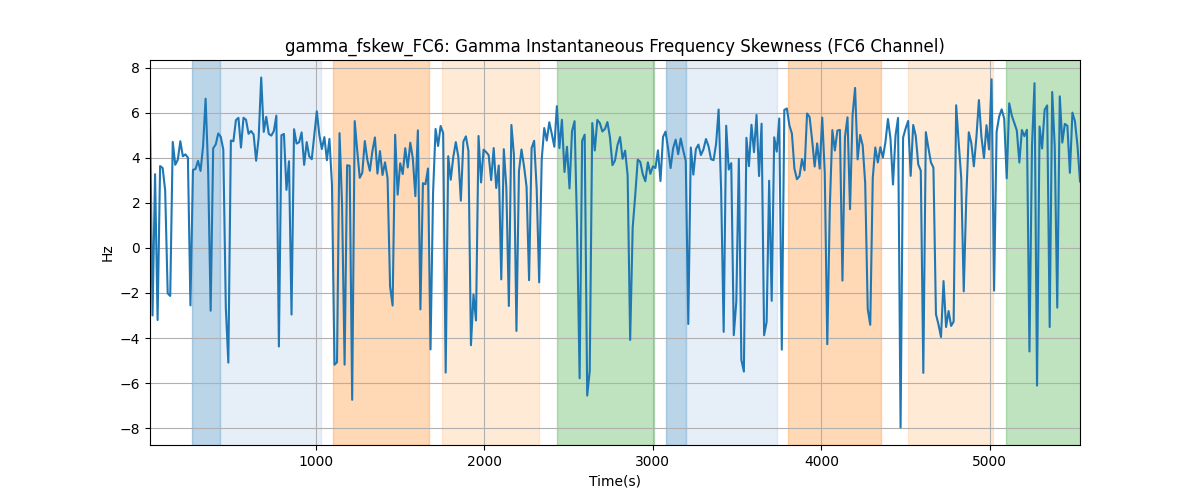 gamma_fskew_FC6: Gamma Instantaneous Frequency Skewness (FC6 Channel)
8
6
4
2
0
−2
−4
−6
−8
Hz
1000 2000 3000 4000 5000
Time(s)